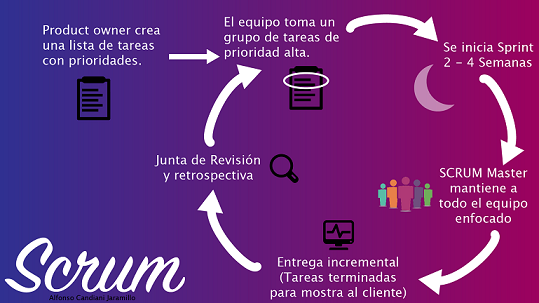 Product owner crea
una lista de tareas
con prioridades.
El equipo toma un
grupo de tareas de
prioridad alta.
Se inicia Sprint
2 - 4 Semanas
SCRUM Master
mantiene a
todo el equipo
enfocado
Entrega incremental
(Tareas terminadas
para mostra al cliente)
Junta de Revisión
y retrospectiva
Scrum
Alfonso Candiani Jaramillo